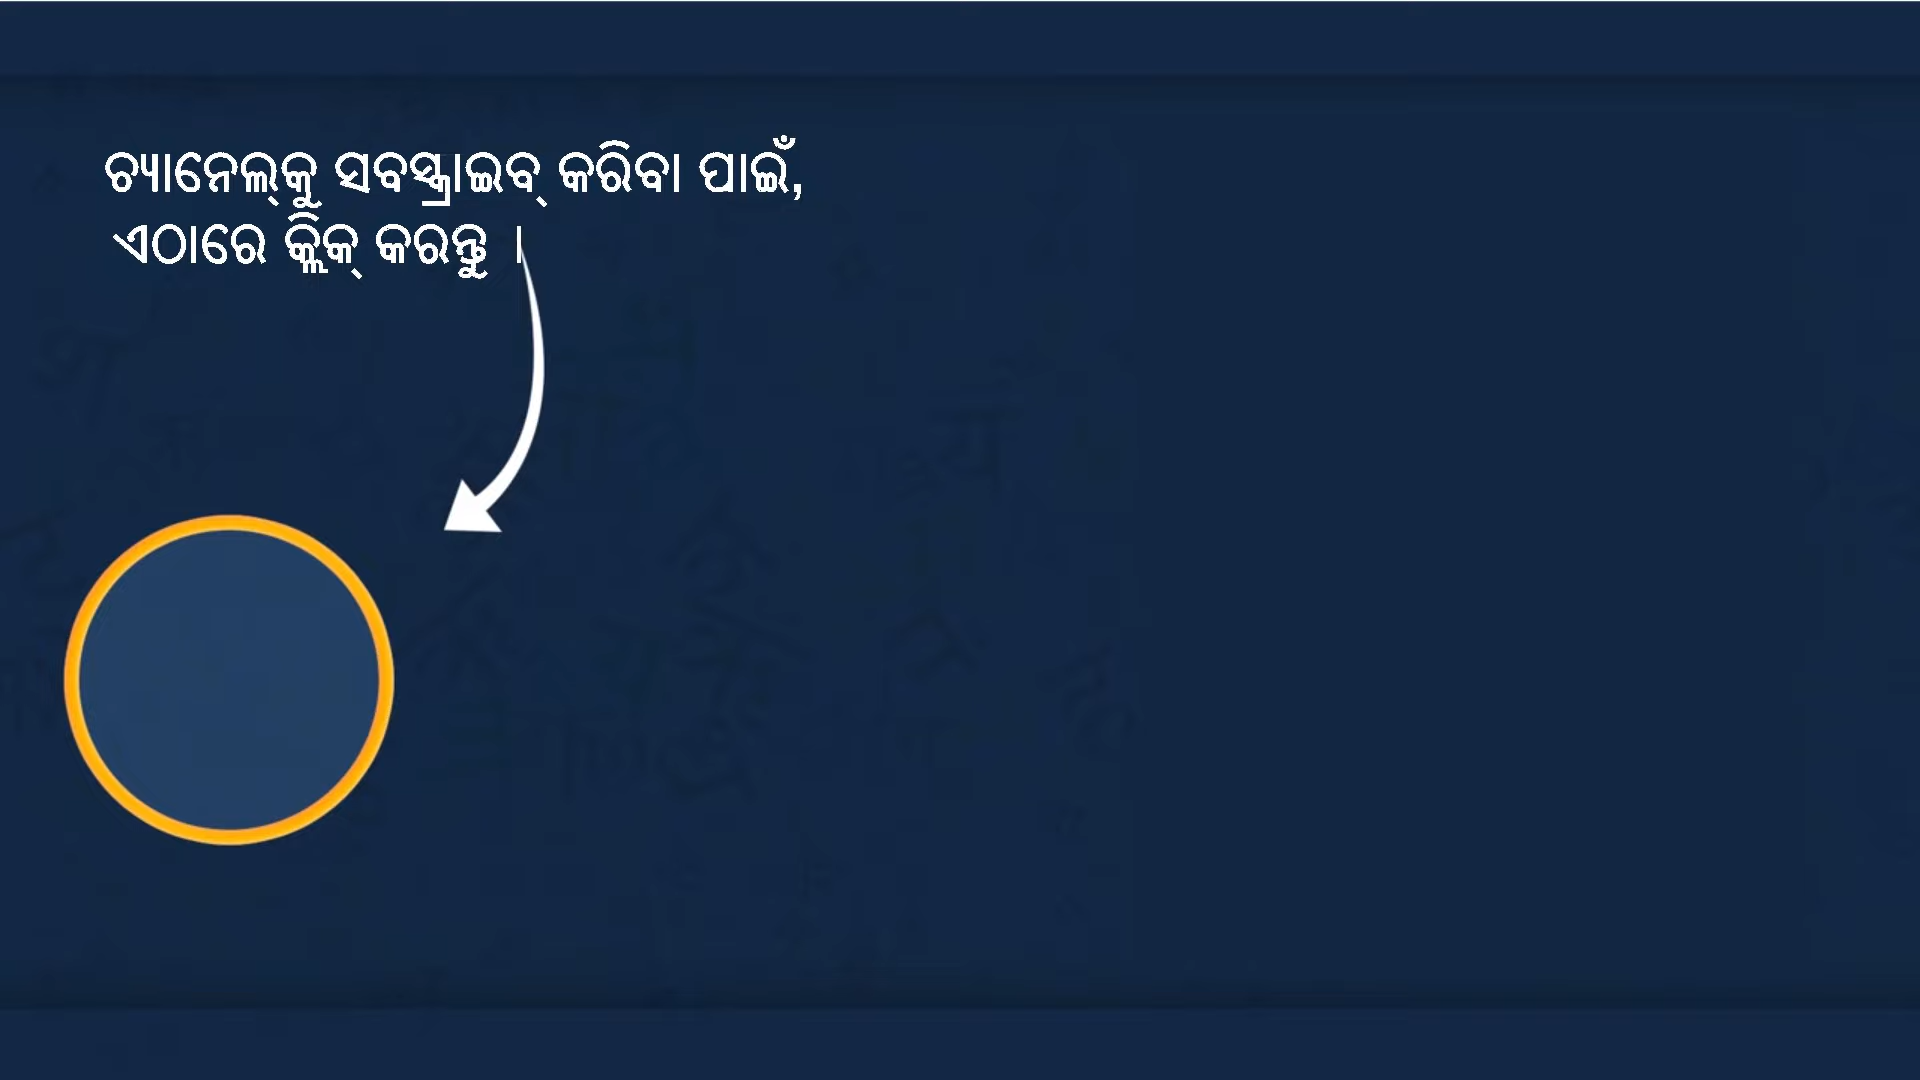 ଚ୍ୟାନେଲ୍‌କୁ ସବସ୍କ୍ରାଇବ୍ କରିବା ପାଇଁ,
ଏଠାରେ କ୍ଲିକ୍ କରନ୍ତୁ ।